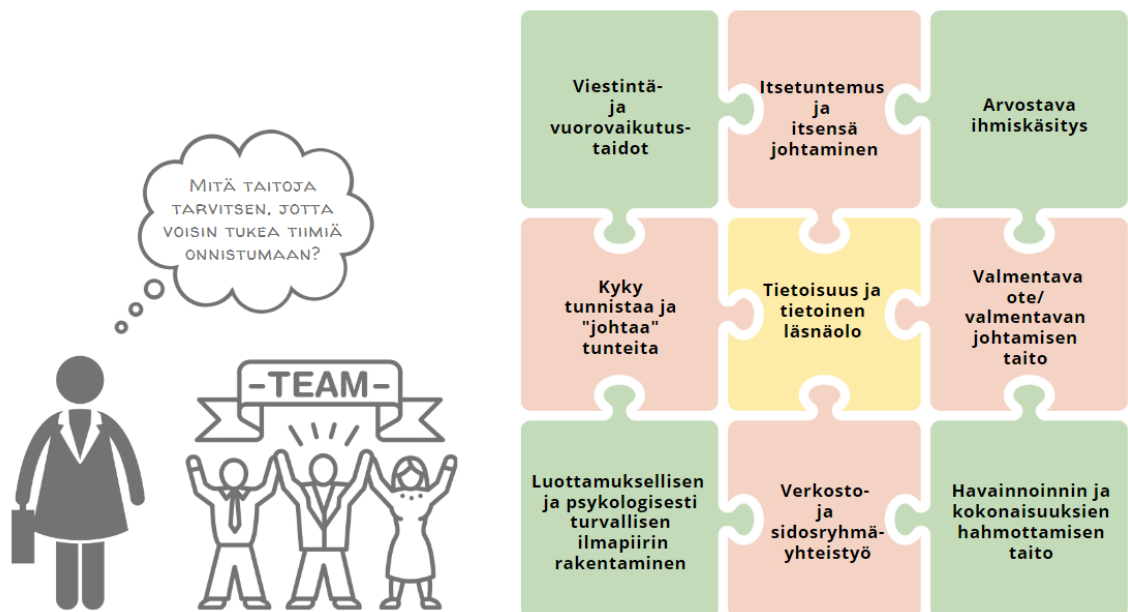 MITÄ TAITOJA
TARVITSEN, JOTTA
VOISIN TUKEA TIIMIÄ
ONNISTUMAAN?
-TEAM-
Viestintä-
ja
vuorovaikutus-
taidot
Itsetuntemus
ja
itsensä
johtaminen
Arvostava
ihmiskäsitys
Kyky
tunnistaa ja
"johtaa"
tunteita
Tietoisuus ja
tietoinen
läsnäolo
Valmentava
ote/
valmentavan
johtamisen
taito
Luottamuksellisen
ja psykologisesti
turvallisen
ilmapiirin
rakentaminen
Verkosto-
ja
sidosryhmä-
yhteistyö
Havainnoinnin ja
kokonaisuuksien
hahmottamisen
taito